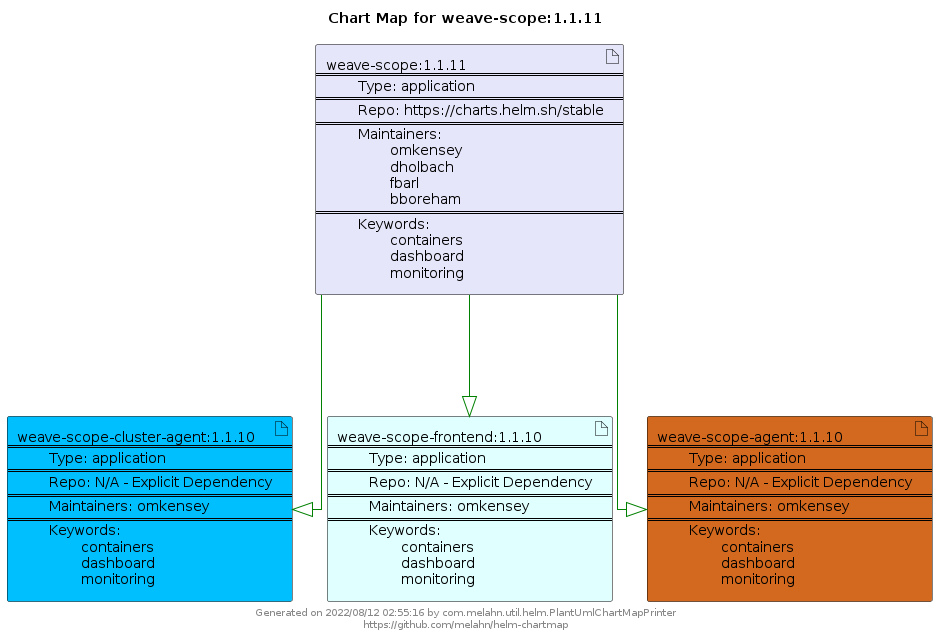 Chart Map for weave-scope:1.1.11
weave-scope:1.1.11
Type: application
Repo: https://charts.helm.sh/stable
Maintainers:
omkensey
dholbach
fbarl
bboreham
Keywords:
containers
dashboard
monitoring
weave-scope-cluster-agent:1.1.10
Type: application
Repo: N/A - Explicit Dependency
Maintainers: omkensey
Keywords:
containers
dashboard
monitoring
weave-scope-frontend:1.1.10
Type: application
Repo: N/A - Explicit Dependency
Maintainers: omkensey
Keywords:
containers
dashboard
monitoring
weave-scope-agent:1.1.10
Type: application
Repo: N/A - Explicit Dependency
Maintainers: omkensey
Keywords:
containers
dashboard
monitoring
Generated on 2022/08/12 02:55:16 by com.melahn.util.helm.PlantUmlChartMapPrinter
https://github.com/melahn/helm-chartmap